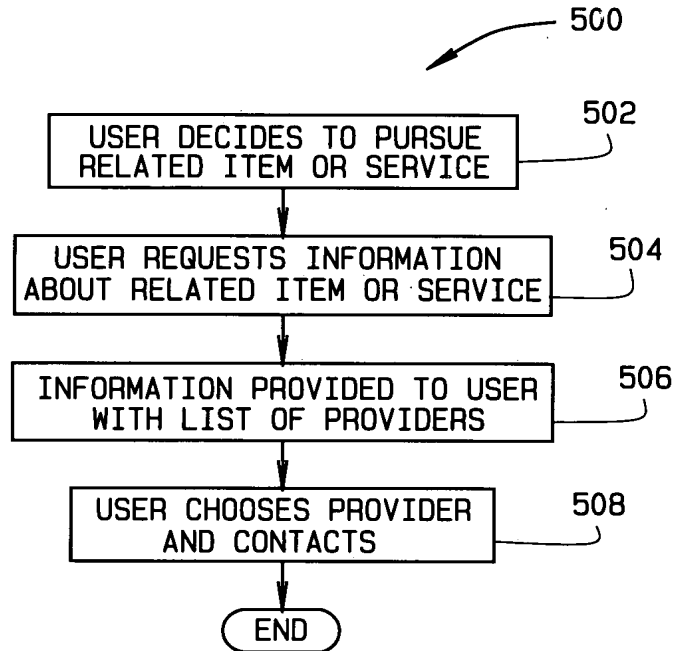 500
USER DECIDES TO PURSUE
RELATED ITEM OR SERVICE
502
USER REQUESTS INFORMATION
ABOUT RELATED ITEM OR SERVICE
504
INFORMATION PROVIDED TO USER
WITH LIST OF PROVIDERS
506
USER CHOOSES PROVIDER
AND CONTACTS
508
END